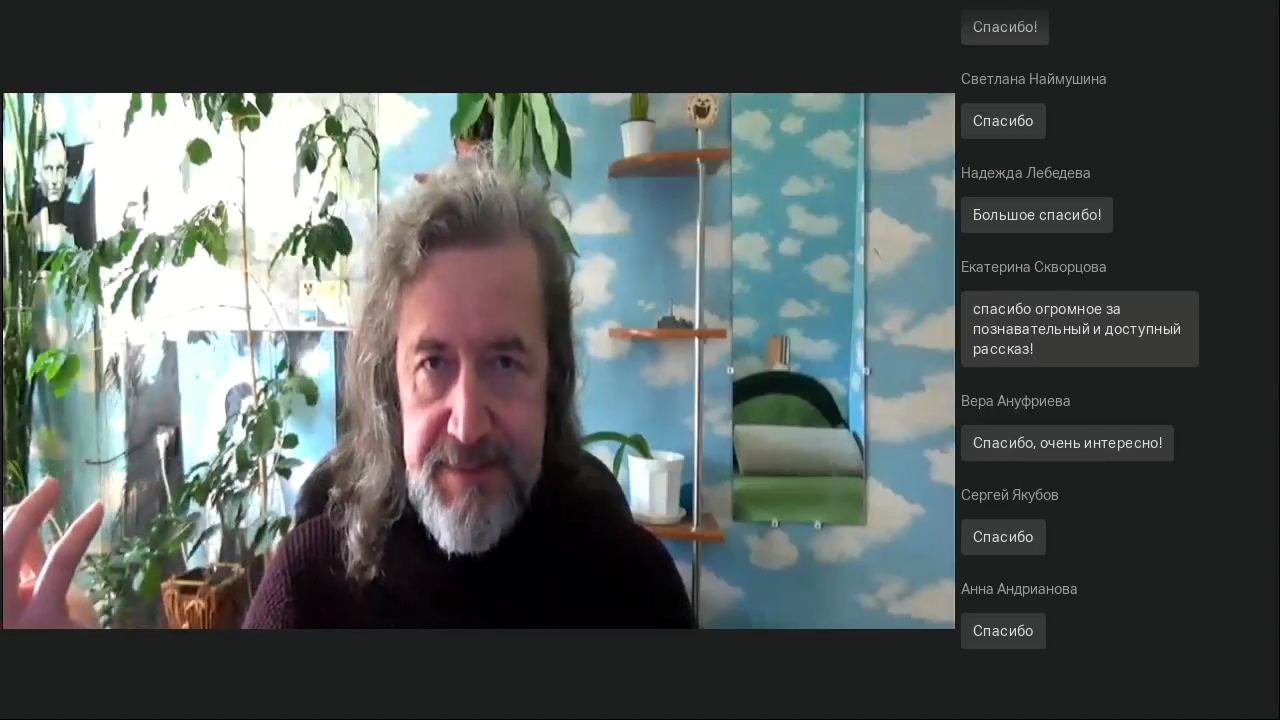 Спасибо!
Светлана Наймушина
Спасибо
Надежда Лебедева
Большое спасибо!
Екатерина Скворцова
спасибо огромное за
познавательный и доступный
рассказ!
Вера Ануфриева
Спасибо, очень интересно!
Сергей Якубов
Спасибо
Анна Андрианова
Спасибо